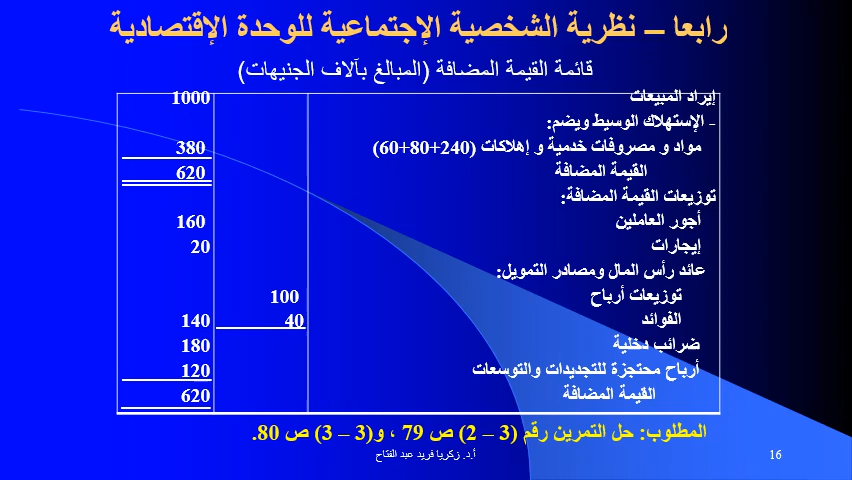 رابعا – نظرية الشخصية الإجتماعية للوحدة الإقتصادية
قائمة القيمة المضافة (المبالغ بآلاف الجنيهات)
إيراد المبيعات 1000
- الإستهلاك الوسيط ويضم:
مواد و مصروفات خدمية و إهلاكات (240+80+60) 380
القيمة المضافة 620
توزيعات القيمة المضافة:
أجور العاملين 160
إيجارات 20
عائد رأس المال ومصادر التمويل:
توزيعات أرباح 100
الفوائد 40 140
ضرائب دخلية 180
أرباح محتجزة للتجديدات والتوسعات 120
القيمة المضافة 620
المطلوب: حل التمرين رقم (3 – 2) ص 79 ، و(3 – 3) ص 80.
أ.د. زكريا فريد عبد الفتاح
16